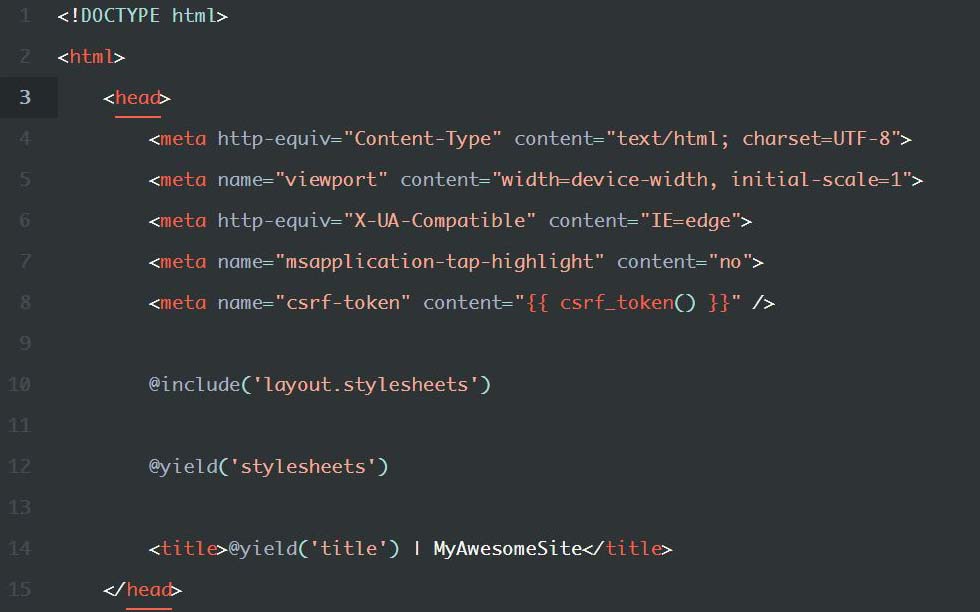 1 <!DOCTYPE html>
2 <html>
3     <head>
4         <meta http-equiv="Content-Type" content="text/html; charset=UTF-8">
5         <meta name="viewport" content="width=device-width, initial-scale=1">
6         <meta http-equiv="X-UA-Compatible" content="IE=edge">
7         <meta name="msapplication-tap-highlight" content="no">
8         <meta name="csrf-token" content="{{ csrf_token() }}" />
9
10         @include('layout.stylesheets')
11
12         @yield('stylesheets')
13
14         <title>@yield('title') | MyAwesomeSite</title>
15     </head>